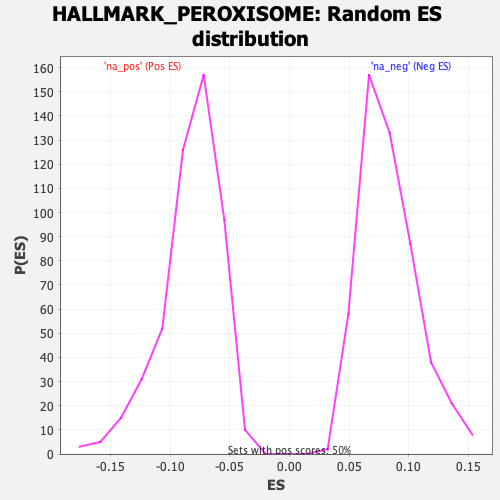 HALLMARK_PEROXISOME: Random ES
distribution
'na_pos' (Pos ES)
'na_neg' (Neg ES)
160
150
140
130
120
110
100
90
80
70
60
50
40
30
20
10
0
P(ES)
Sets with pos scores: 50%
-0.15 -0.10 -0.05 0.00 0.05 0.10 0.15
ES